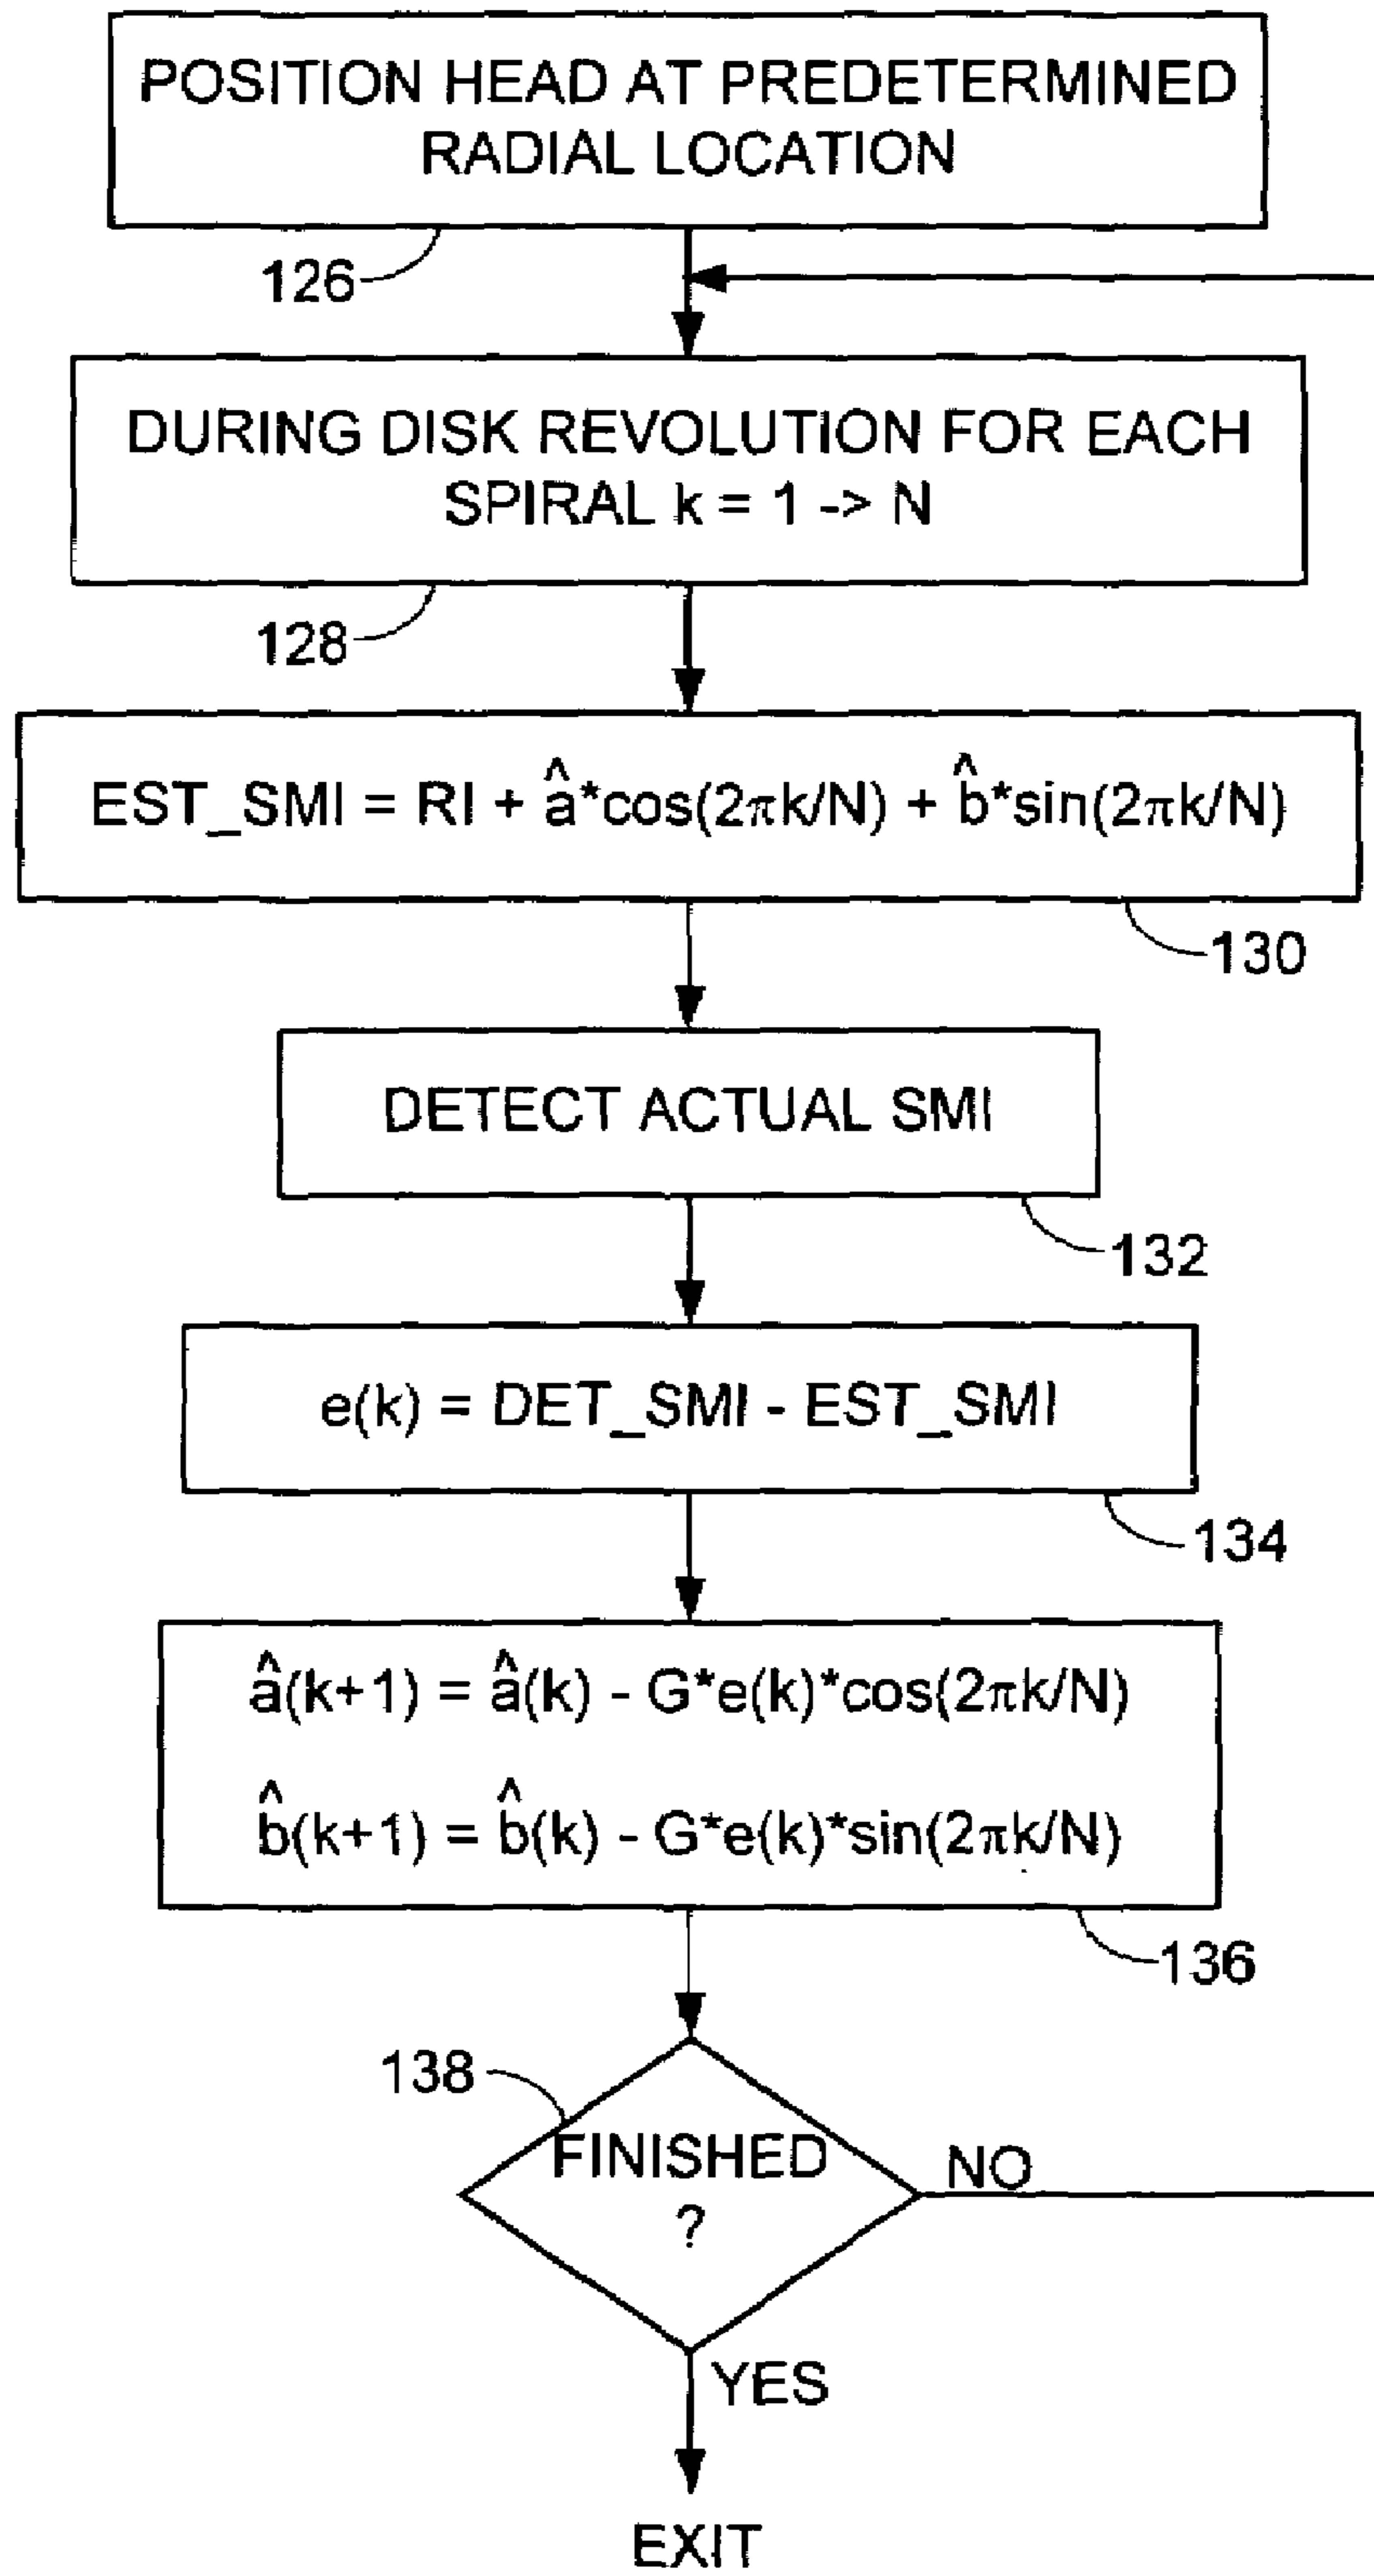 POSITION HEAD AT PREDETERMINED
RADIAL LOCATION
126
DURING DISK REVOLUTION FOR EACH
SPIRAL k = 1 -> N
128
EST_SMI = RI + â*cos(2πk/N) + b̂*sin(2πk/N)
130
DETECT ACTUAL SMI
132
e(k) = DET_SMI - EST_SMI
134
â(k+1) = â(k) - G*e(k)*cos(2πk/N)
b̂(k+1) = b̂(k) - G*e(k)*sin(2πk/N)
136
138
FINISHED
?
NO
YES
EXIT